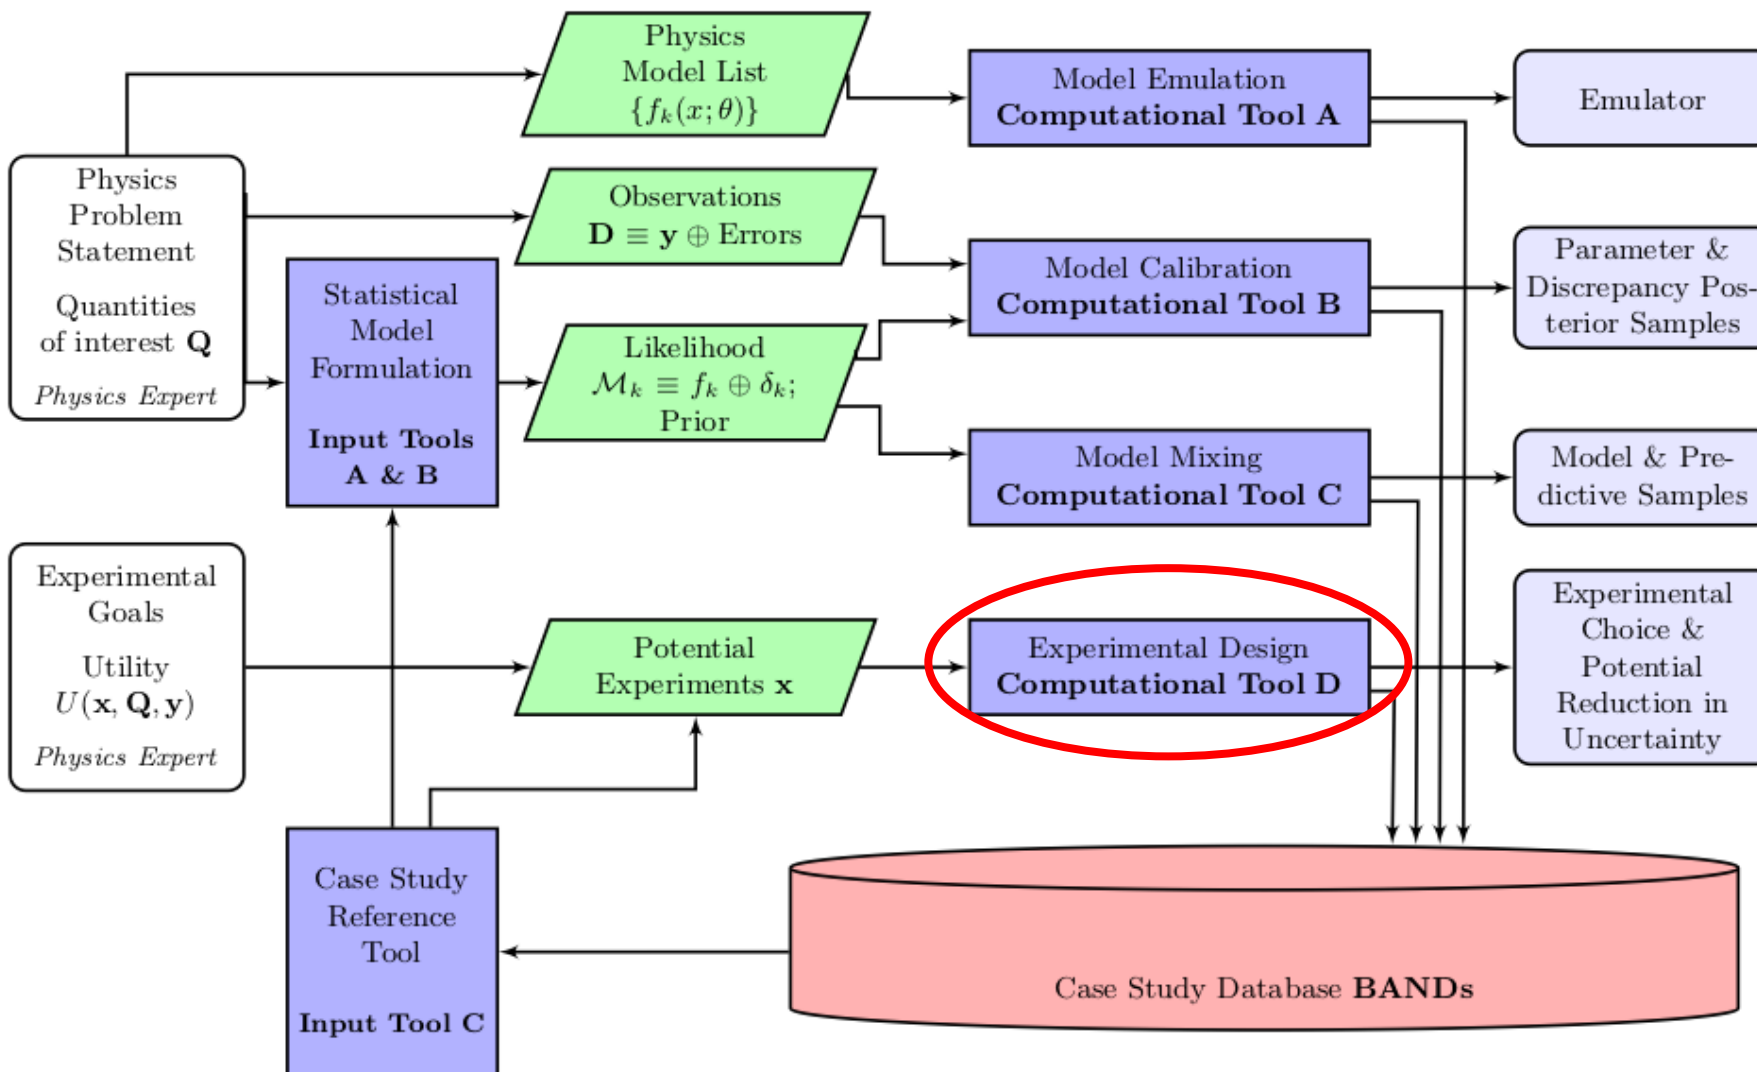 Physics
Model List
{f_k(x; θ)}
Model Emulation
Computational Tool A
Emulator
Physics
Problem
Statement
Quantities
of interest Q
Physics Expert
Observations
D ≡ y ⊕ Errors
Statistical
Model
Formulation
Input Tools
A & B
Likelihood
ℳ_k ≡ f_k ⊕ δ_k;
Prior
Model Calibration
Computational Tool B
Parameter &
Discrepancy Pos-
terior Samples
Model Mixing
Computational Tool C
Model & Pre-
dictive Samples
Experimental
Goals
Utility
U(x, Q, y)
Physics Expert
Potential
Experiments x
Experimental Design
Computational Tool D
Experimental
Choice &
Potential
Reduction in
Uncertainty
Case Study
Reference
Tool
Input Tool C
Case Study Database BANDs